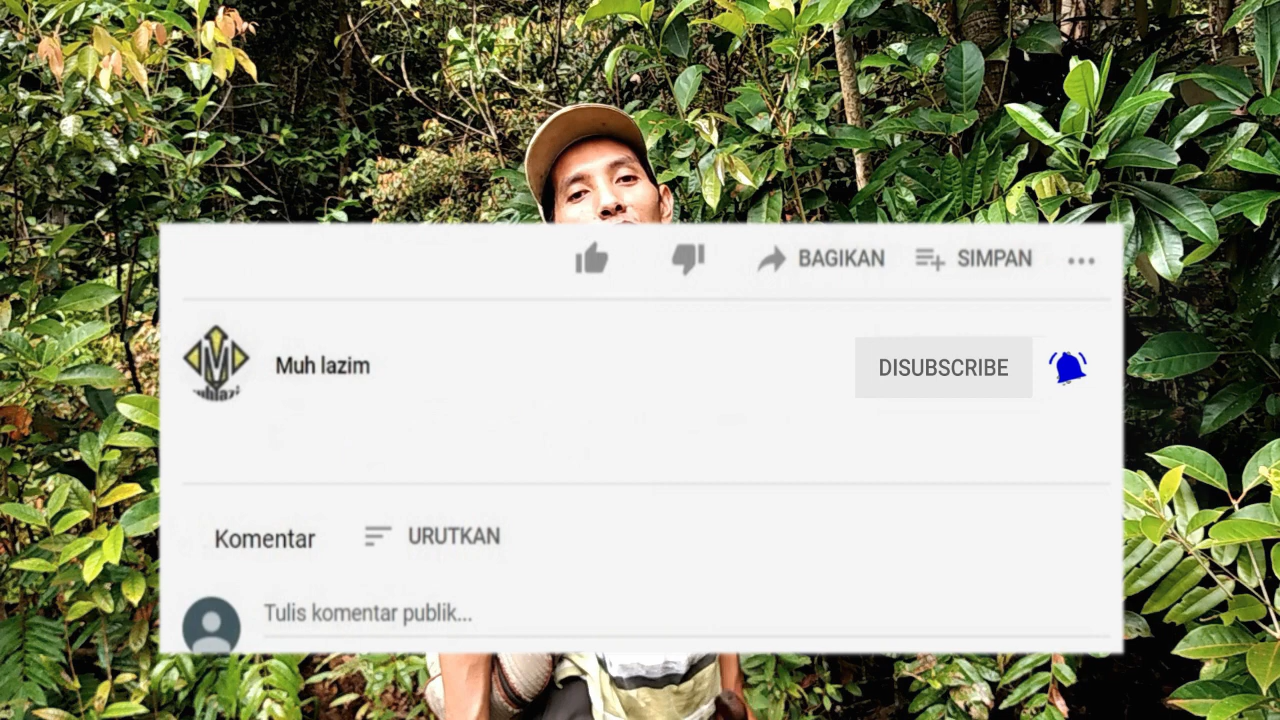 BAGIKAN
SIMPAN
Muh lazim
DISUBSCRIBE
Komentar
URUTKAN
Tulis komentar publik...